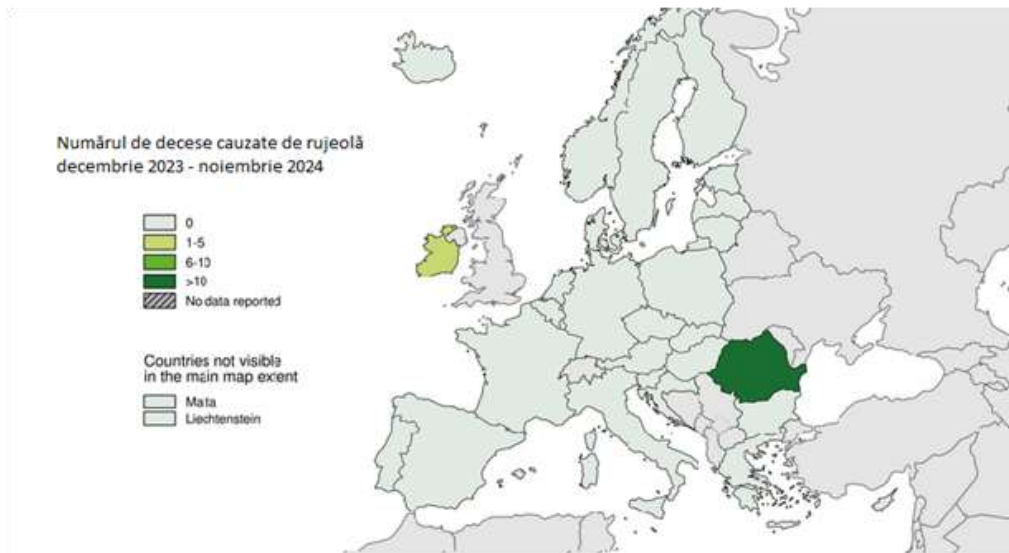 Numărul de decese cauzate de rujeolă
decembrie 2023 - noiembrie 2024
0
1-5
6-10
>10
No data reported
Countries not visible
in the main map extent
Malta
Liechtenstein